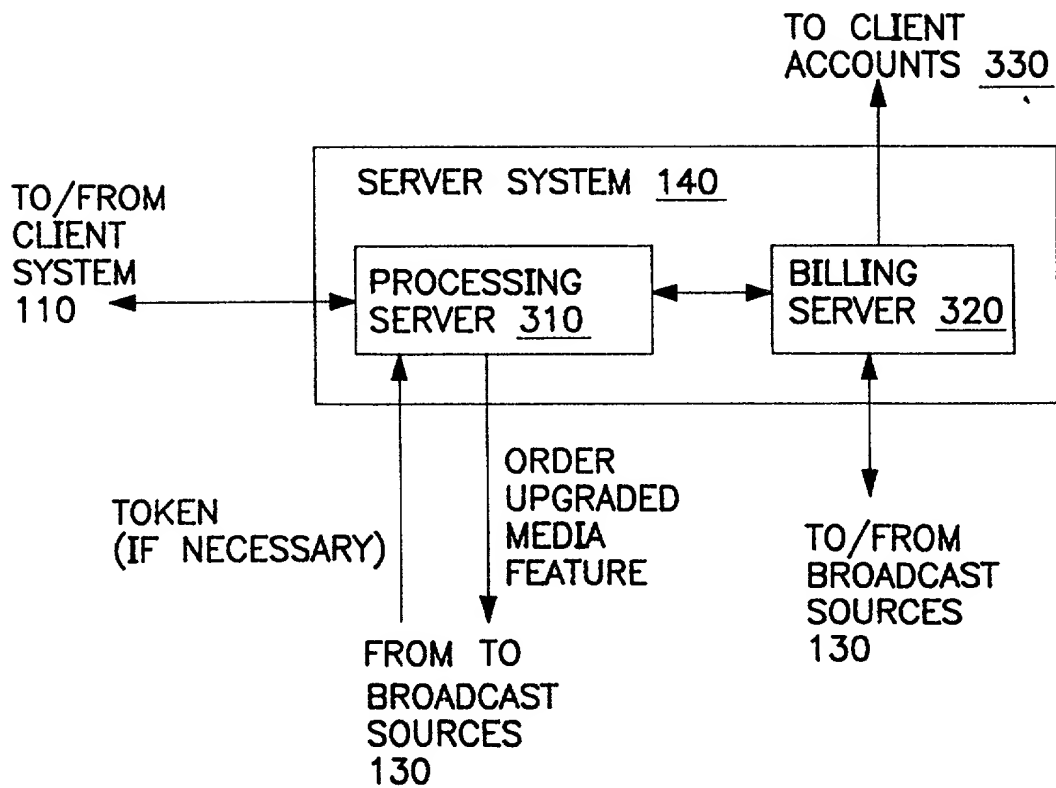 TO CLIENT
ACCOUNTS 330
SERVER SYSTEM 140
TO/FROM
CLIENT
SYSTEM
110
PROCESSING
SERVER 310
BILLING
SERVER 320
TOKEN
(IF NECESSARY)
ORDER
UPGRADED
MEDIA
FEATURE
TO/FROM
BROADCAST
SOURCES
130
FROM TO
BROADCAST
SOURCES
130